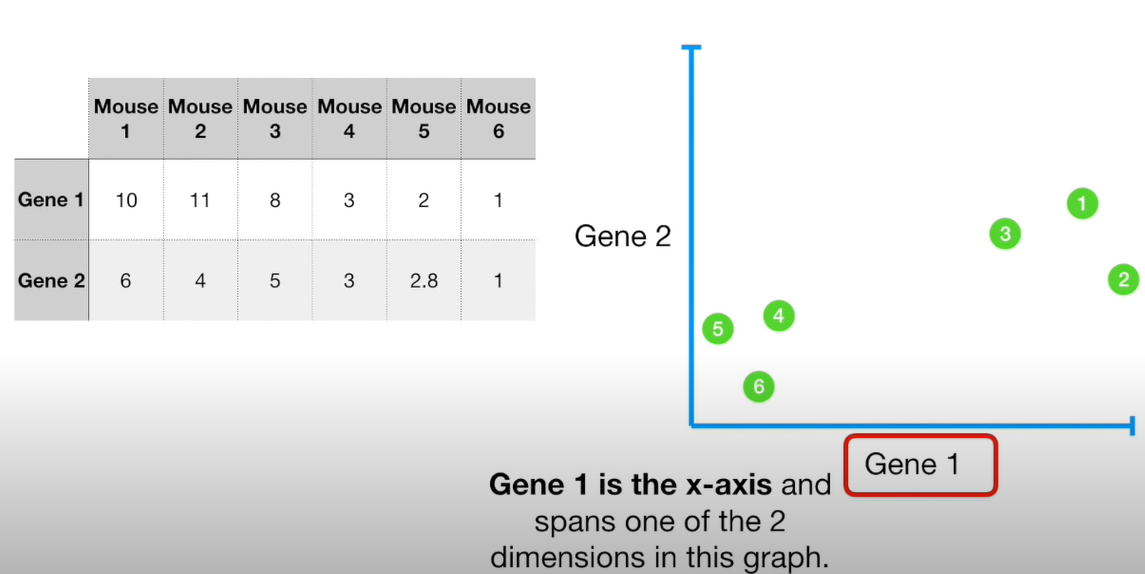 Mouse 1 Mouse 2 Mouse 3 Mouse 4 Mouse 5 Mouse 6
Gene 1 10 11 8 3 2 1
Gene 2 6 4 5 3 2.8 1
Gene 2
1
3
2
4
5
6
Gene 1
Gene 1 is the x-axis and
spans one of the 2
dimensions in this graph.